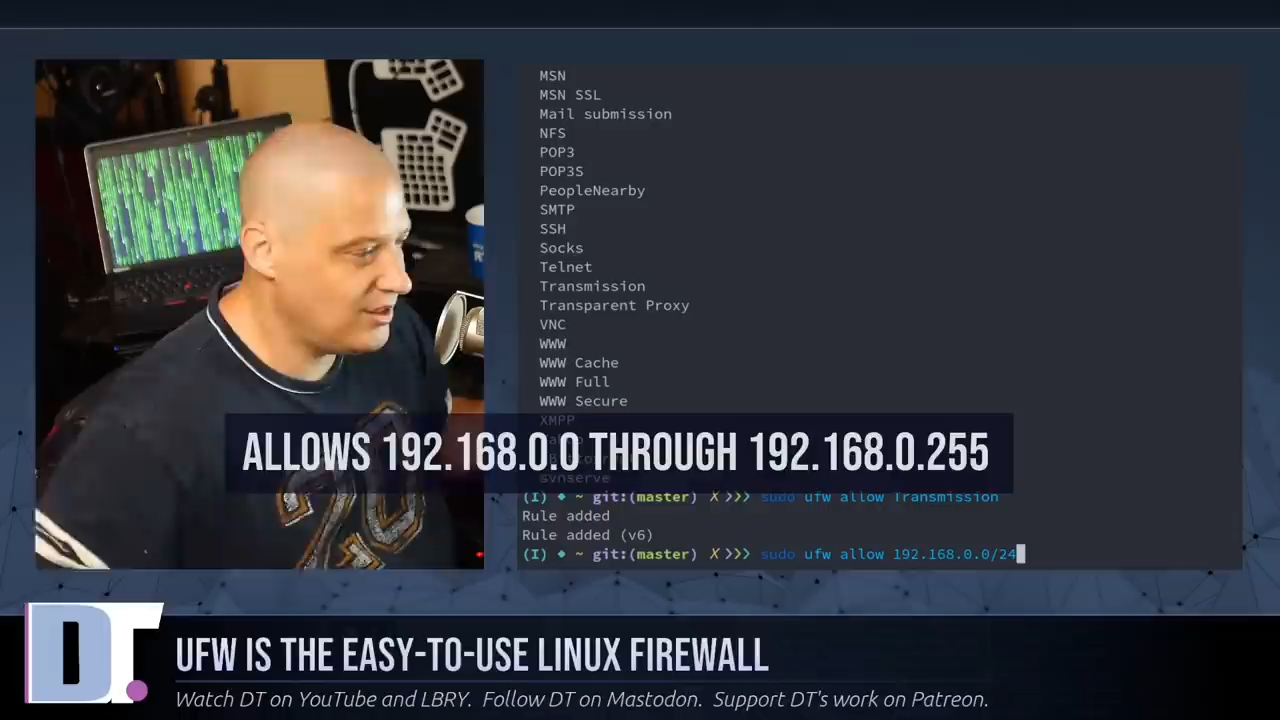 MSN
MSN SSL
Mail submission
NFS
POP3
POP3S
PeopleNearby
SMTP
SSH
Socks
Telnet
Transmission
Transparent Proxy
VNC
WWW
WWW Cache
WWW Full
WWW Secure
XMPP
ALLOWS 192.168.0.0 THROUGH 192.168.0.255
svnserve
(I) ◆ ~ git:(master) ✗ >>> sudo ufw allow Transmission
Rule added
Rule added (v6)
(I) ◆ ~ git:(master) ✗ >>> sudo ufw allow 192.168.0.0/24
DT.
UFW IS THE EASY-TO-USE LINUX FIREWALL
Watch DT on YouTube and LBRY. Follow DT on Mastodon. Support DT's work on Patreon.